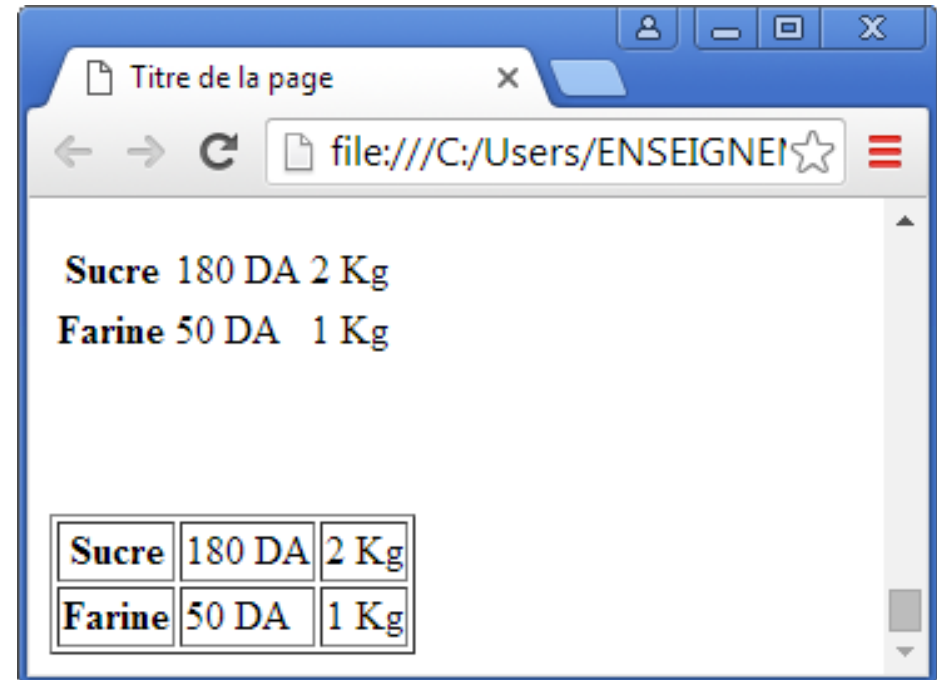 Titre de la page
file:///C:/Users/ENSEIGNE
Sucre 180 DA 2 Kg
Farine 50 DA 1 Kg
Sucre 180 DA 2 Kg
Farine 50 DA 1 Kg